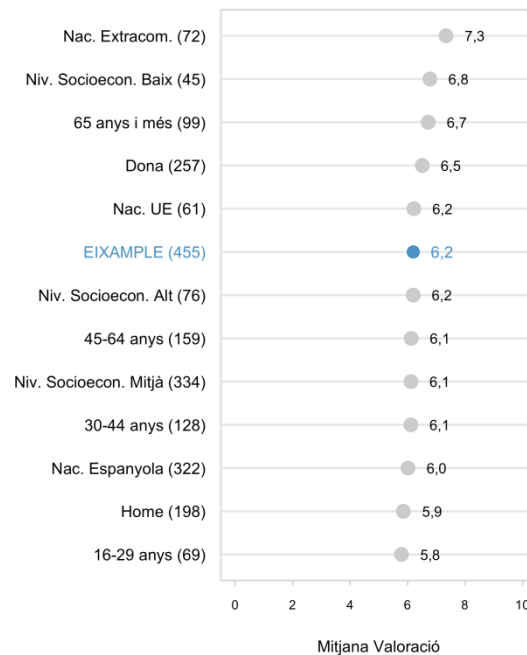 Nac. Extracom. (72) 7,3
Niv. Socioecon. Baix (45) 6,8
65 anys i més (99) 6,7
Dona (257) 6,5
Nac. UE (61) 6,2
EIXAMPLE (455) 6,2
Niv. Socioecon. Alt (76) 6,2
45-64 anys (159) 6,1
Niv. Socioecon. Mitjà (334) 6,1
30-44 anys (128) 6,1
Nac. Espanyola (322) 6,0
Home (198) 5,9
16-29 anys (69) 5,8
0 2 4 6 8 10
Mitjana Valoració